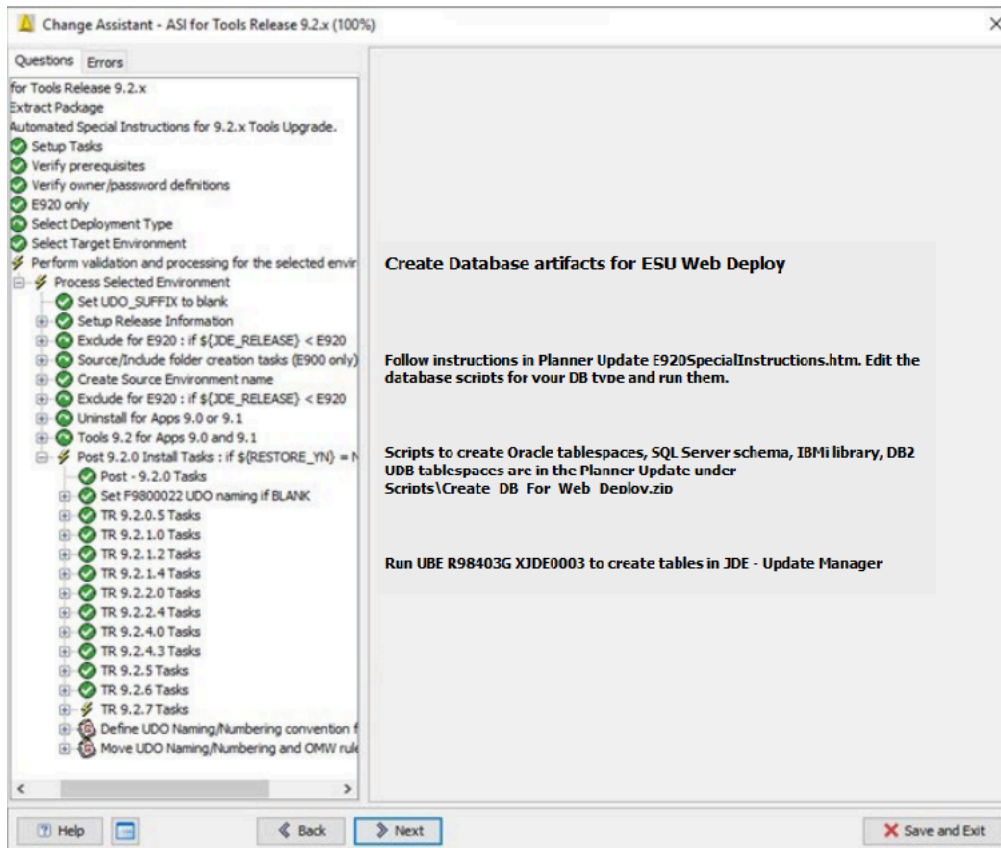 Change Assistant - ASI for Tools Release 9.2.x (100%)
Questions
Errors
for Tools Release 9.2.x
Extract Package
Automated Special Instructions for 9.2.x Tools Upgrade.
Setup Tasks
Verify prerequisites
Verify owner/password definitions
E920 only
Select Deployment Type
Select Target Environment
Perform validation and processing for the selected envir
Process Selected Environment
Set UDO_SUFFIX to blank
Setup Release Information
Exclude for E920 : if ${JDE_RELEASE} < E920
Source/Include folder creation tasks (E900 only)
Create Source Environment name
Exclude for E920 : if ${JDE_RELEASE} < E920
Uninstall for Apps 9.0 or 9.1
Tools 9.2 for Apps 9.0 and 9.1
Post 9.2.0 Install Tasks : if ${RESTORE_YN} = N
Post - 9.2.0 Tasks
Set F9800022 UDO naming if BLANK
TR 9.2.0.5 Tasks
TR 9.2.1.0 Tasks
TR 9.2.1.2 Tasks
TR 9.2.1.4 Tasks
TR 9.2.2.0 Tasks
TR 9.2.2.4 Tasks
TR 9.2.4.0 Tasks
TR 9.2.4.3 Tasks
TR 9.2.5 Tasks
TR 9.2.6 Tasks
TR 9.2.7 Tasks
Define UDO Naming/Numbering convention f
Move UDO Naming/Numbering and OMW rule
Create Database artifacts for ESU Web Deploy
Follow instructions in Planner Update E920SpecialInstructions.htm. Edit the
database scripts for your DB type and run them.
Scripts to create Oracle tablespaces, SQL Server schema, IBMi library, DB2
UDB tablespaces are in the Planner Update under
Scripts\Create_DB_For_Web_Deploy.zip
Run UBE R98403G XJDE0003 to create tables in JDE - Update Manager
Help
Back
Next
Save and Exit